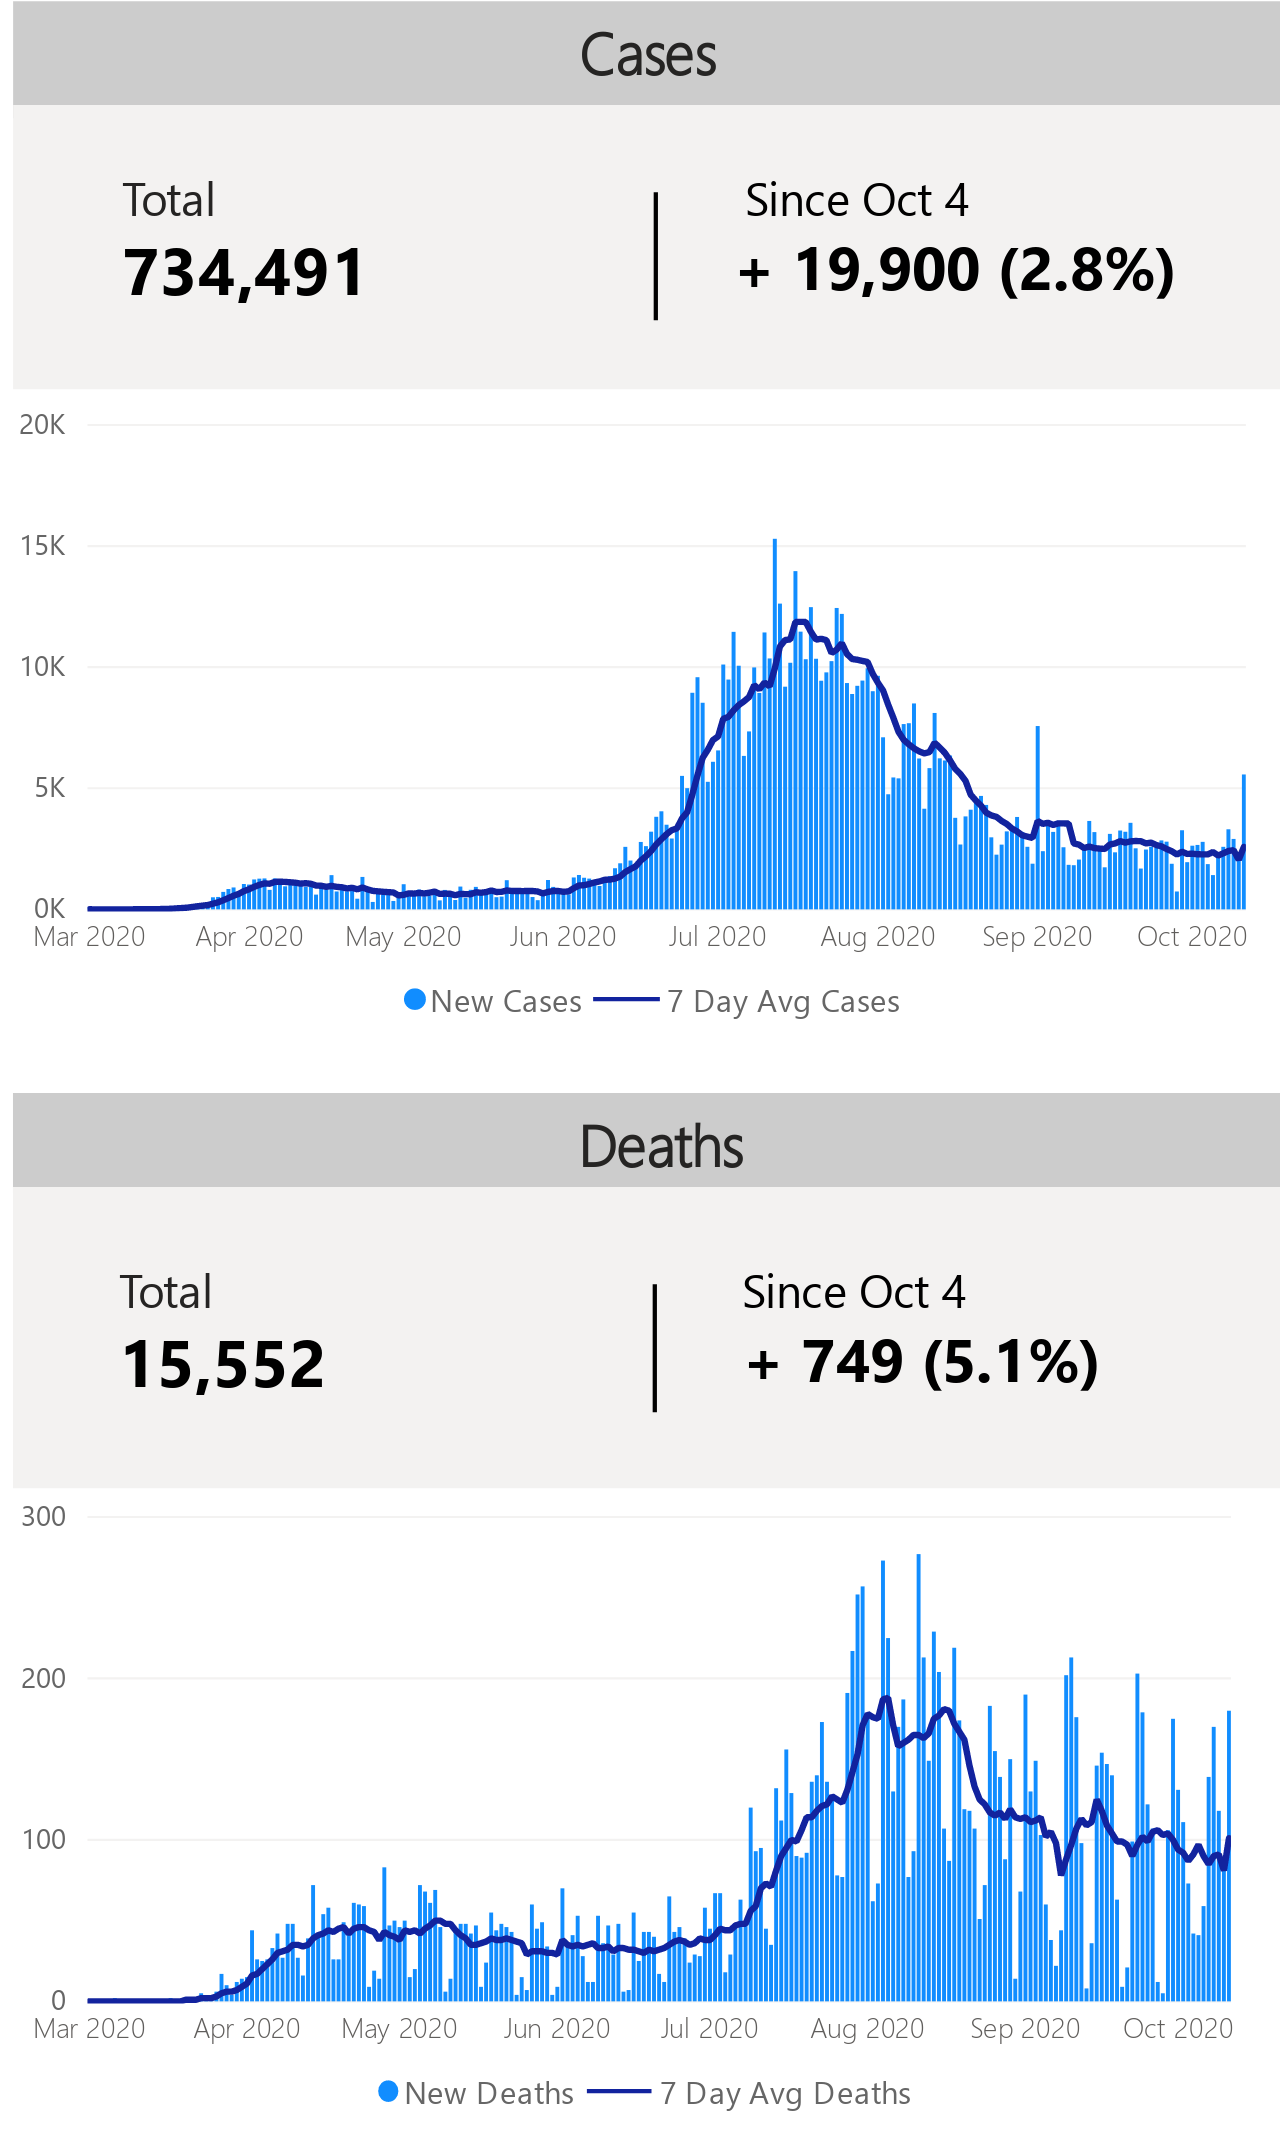 Cases
Total
Since Oct 4
734,491
+ 19,900 (2.8%)
20K
15K
10K
5K
0K
Mar 2020 Apr 2020 May 2020 Jun 2020 Jul 2020 Aug 2020 Sep 2020 Oct 2020
New Cases 7 Day Avg Cases
Deaths
Total
Since Oct 4
15,552
+ 749 (5.1%)
300
200
100
0
Mar 2020 Apr 2020 May 2020 Jun 2020 Jul 2020 Aug 2020 Sep 2020 Oct 2020
New Deaths 7 Day Avg Deaths